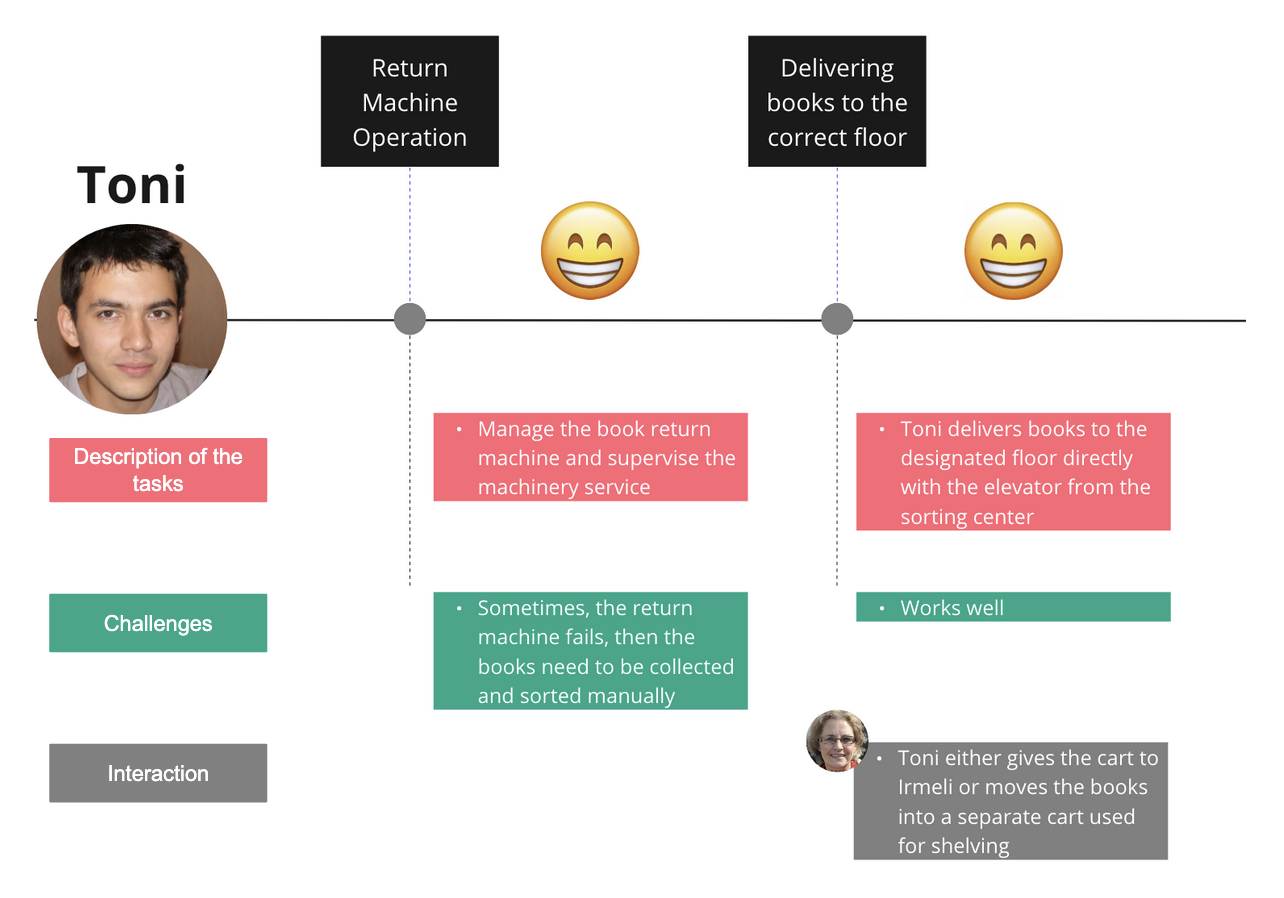 Return
Machine
Operation
Delivering
books to the
correct floor
Toni
Description of the
tasks
• Manage the book return
machine and supervise the
machinery service
• Toni delivers books to the
designated floor directly
with the elevator from the
sorting center
Challenges
• Sometimes, the return
machine fails, then the
books need to be collected
and sorted manually
• Works well
Interaction
• Toni either gives the cart to
Irmeli or moves the books
into a separate cart used
for shelving